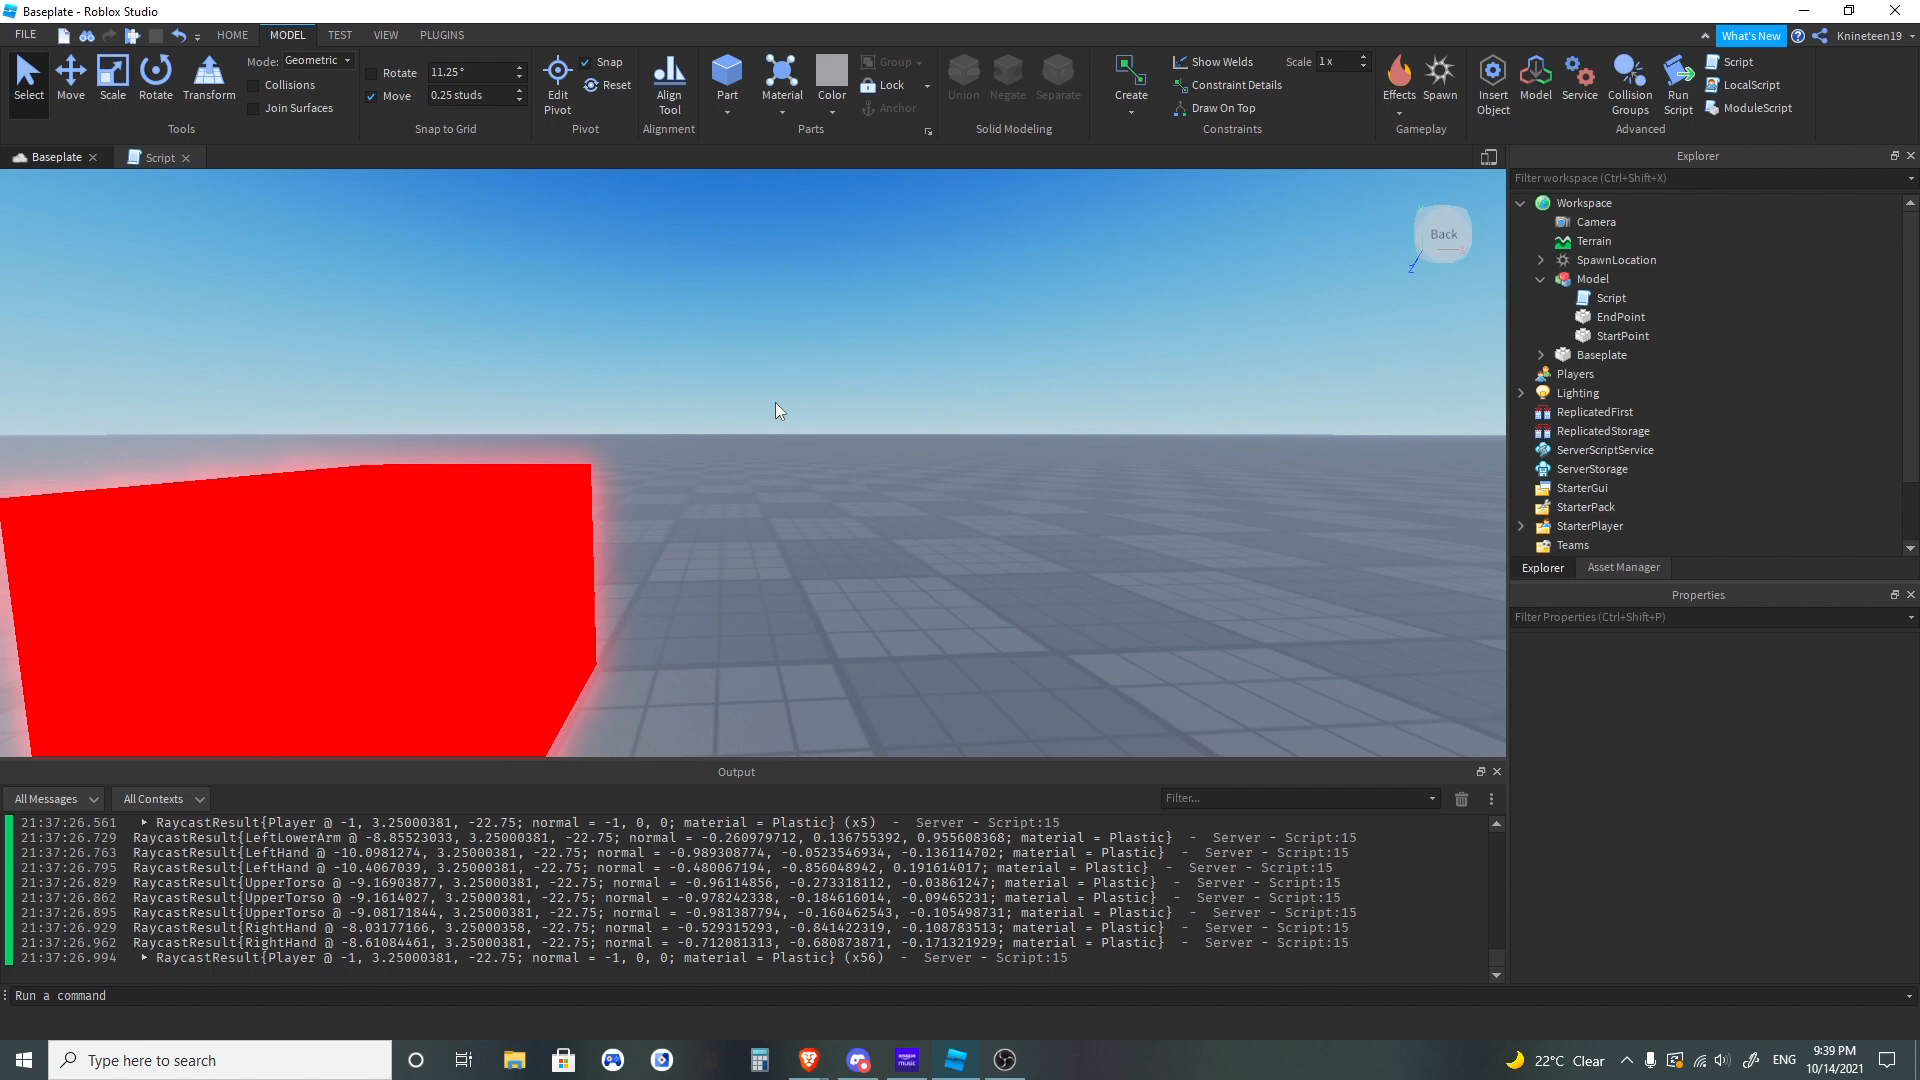 Baseplate - Roblox Studio
FILE HOME MODEL TEST VIEW PLUGINS What's New Knineteen19
Select Move Scale Rotate Transform
Mode: Geometric
Collisions
Join Surfaces
Tools
Rotate 11.25 °
Move 0.25 studs
Snap to Grid
Edit Pivot
Snap
Reset
Pivot
Align Tool
Alignment
Part Material Color
Group
Lock
Anchor
Parts
Union Negate Separate
Solid Modeling
Create
Show Welds Scale 1 x
Constraint Details
Draw On Top
Constraints
Effects Spawn
Gameplay
Insert Object Model Service Collision Groups Run Script
Script
LocalScript
ModuleScript
Advanced
Baseplate Script
Back
X
Z
Explorer
Filter workspace (Ctrl+Shift+X)
Workspace
Camera
Terrain
SpawnLocation
Model
Script
EndPoint
StartPoint
Baseplate
Players
Lighting
ReplicatedFirst
ReplicatedStorage
ServerScriptService
ServerStorage
StarterGui
StarterPack
StarterPlayer
Teams
Explorer Asset Manager
Properties
Filter Properties (Ctrl+Shift+P)
Output
All Messages All Contexts Filter...
21:37:26.561 RaycastResult{Player @ -1, 3.25000381, -22.75; normal = -1, 0, 0; material = Plastic} (x5) - Server - Script:15
21:37:26.729 RaycastResult{LeftLowerArm @ -8.85523033, 3.25000381, -22.75; normal = -0.260979712, 0.136755392, 0.955608368; material = Plastic} - Server - Script:15
21:37:26.763 RaycastResult{LeftHand @ -10.0981274, 3.25000381, -22.75; normal = -0.989308774, -0.0523546934, -0.136114702; material = Plastic} - Server - Script:15
21:37:26.795 RaycastResult{LeftHand @ -10.4067039, 3.25000381, -22.75; normal = -0.480067194, -0.856048942, 0.191614017; material = Plastic} - Server - Script:15
21:37:26.829 RaycastResult{UpperTorso @ -9.16903877, 3.25000381, -22.75; normal = -0.96114856, -0.273318112, -0.03861247; material = Plastic} - Server - Script:15
21:37:26.862 RaycastResult{UpperTorso @ -9.1614027, 3.25000381, -22.75; normal = -0.978242338, -0.184616014, -0.09465231; material = Plastic} - Server - Script:15
21:37:26.895 RaycastResult{UpperTorso @ -9.08171844, 3.25000381, -22.75; normal = -0.981387794, -0.160462543, -0.105498731; material = Plastic} - Server - Script:15
21:37:26.929 RaycastResult{RightHand @ -8.03177166, 3.25000358, -22.75; normal = -0.529315293, -0.841422319, -0.108783513; material = Plastic} - Server - Script:15
21:37:26.962 RaycastResult{RightHand @ -8.61084461, 3.25000381, -22.75; normal = -0.712081313, -0.680873871, -0.171321929; material = Plastic} - Server - Script:15
21:37:26.994 RaycastResult{Player @ -1, 3.25000381, -22.75; normal = -1, 0, 0; material = Plastic} (x56) - Server - Script:15
Run a command
Type here to search
music
22°C Clear
ENG
9:39 PM
10/14/2021